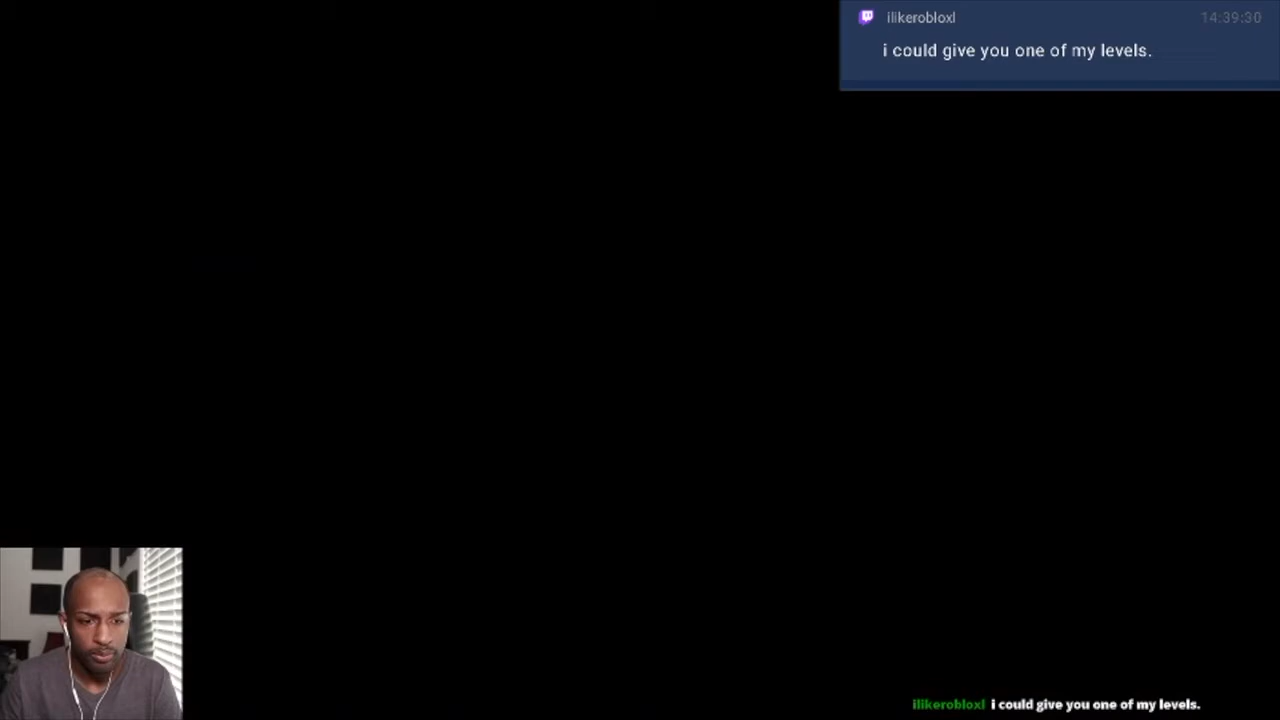 ilikerobloxl 14:39:30
i could give you one of my levels.
ilikerobloxl i could give you one of my levels.